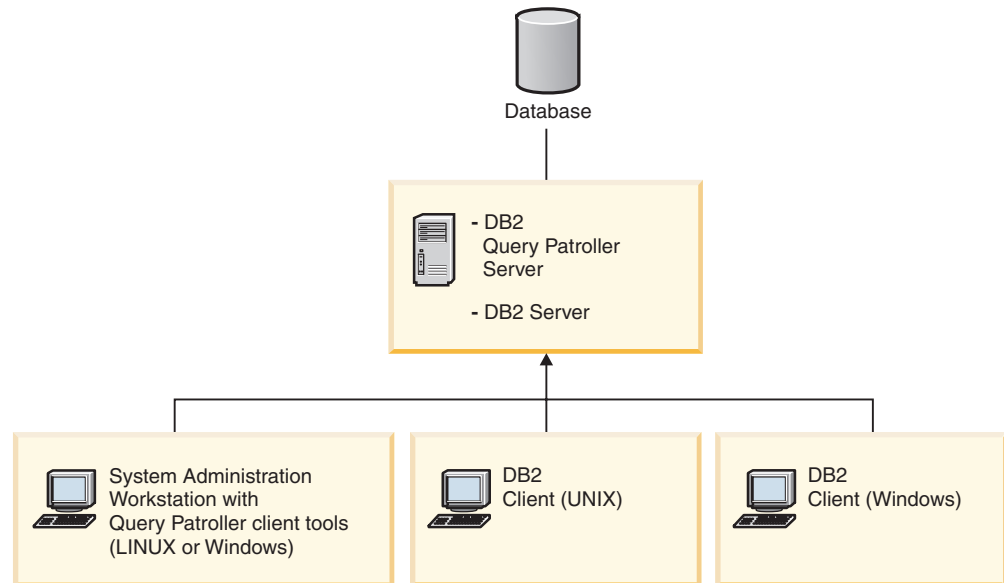 Database
- DB2
Query Patroller
Server
- DB2 Server
System Administration
Workstation with
Query Patroller client tools
(LINUX or Windows)
DB2
Client (UNIX)
DB2
Client (Windows)